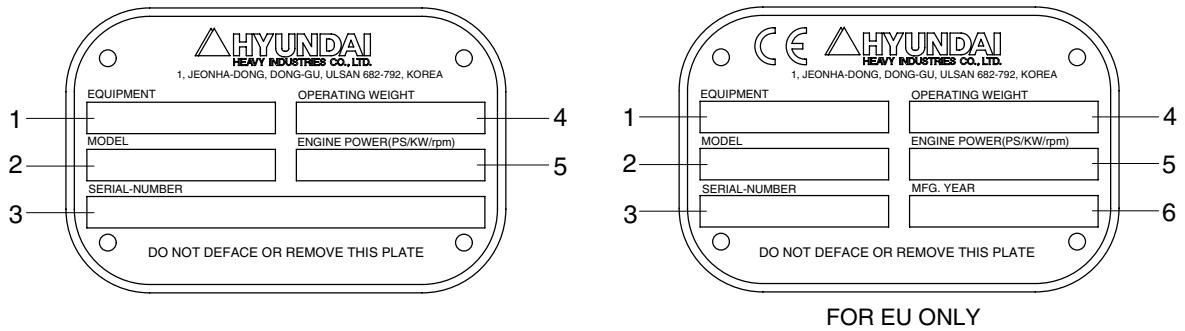 HYUNDAI
HEAVY INDUSTRIES CO., LTD.
1, JEONHA-DONG, DONG-GU, ULSAN 682-792, KOREA
EQUIPMENT OPERATING WEIGHT
1 4
MODEL ENGINE POWER(PS/KW/rpm)
2 5
SERIAL-NUMBER
3
DO NOT DEFACE OR REMOVE THIS PLATE
CE HYUNDAI
HEAVY INDUSTRIES CO., LTD.
1, JEONHA-DONG, DONG-GU, ULSAN 682-792, KOREA
EQUIPMENT OPERATING WEIGHT
1 4
MODEL ENGINE POWER(PS/KW/rpm)
2 5
SERIAL-NUMBER MFG. YEAR
3 6
DO NOT DEFACE OR REMOVE THIS PLATE
FOR EU ONLY